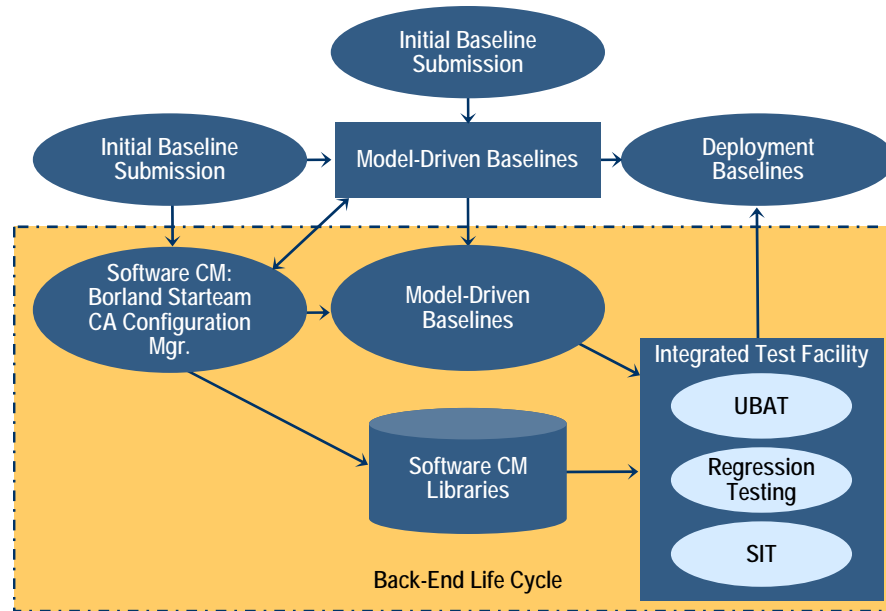 Initial Baseline
Submission
Initial Baseline
Submission
Model-Driven Baselines
Deployment
Baselines
Software CM:
Borland Starteam
CA Configuration
Mgr.
Model-Driven
Baselines
Integrated Test Facility
UBAT
Regression
Testing
SIT
Software CM
Libraries
Back-End Life Cycle